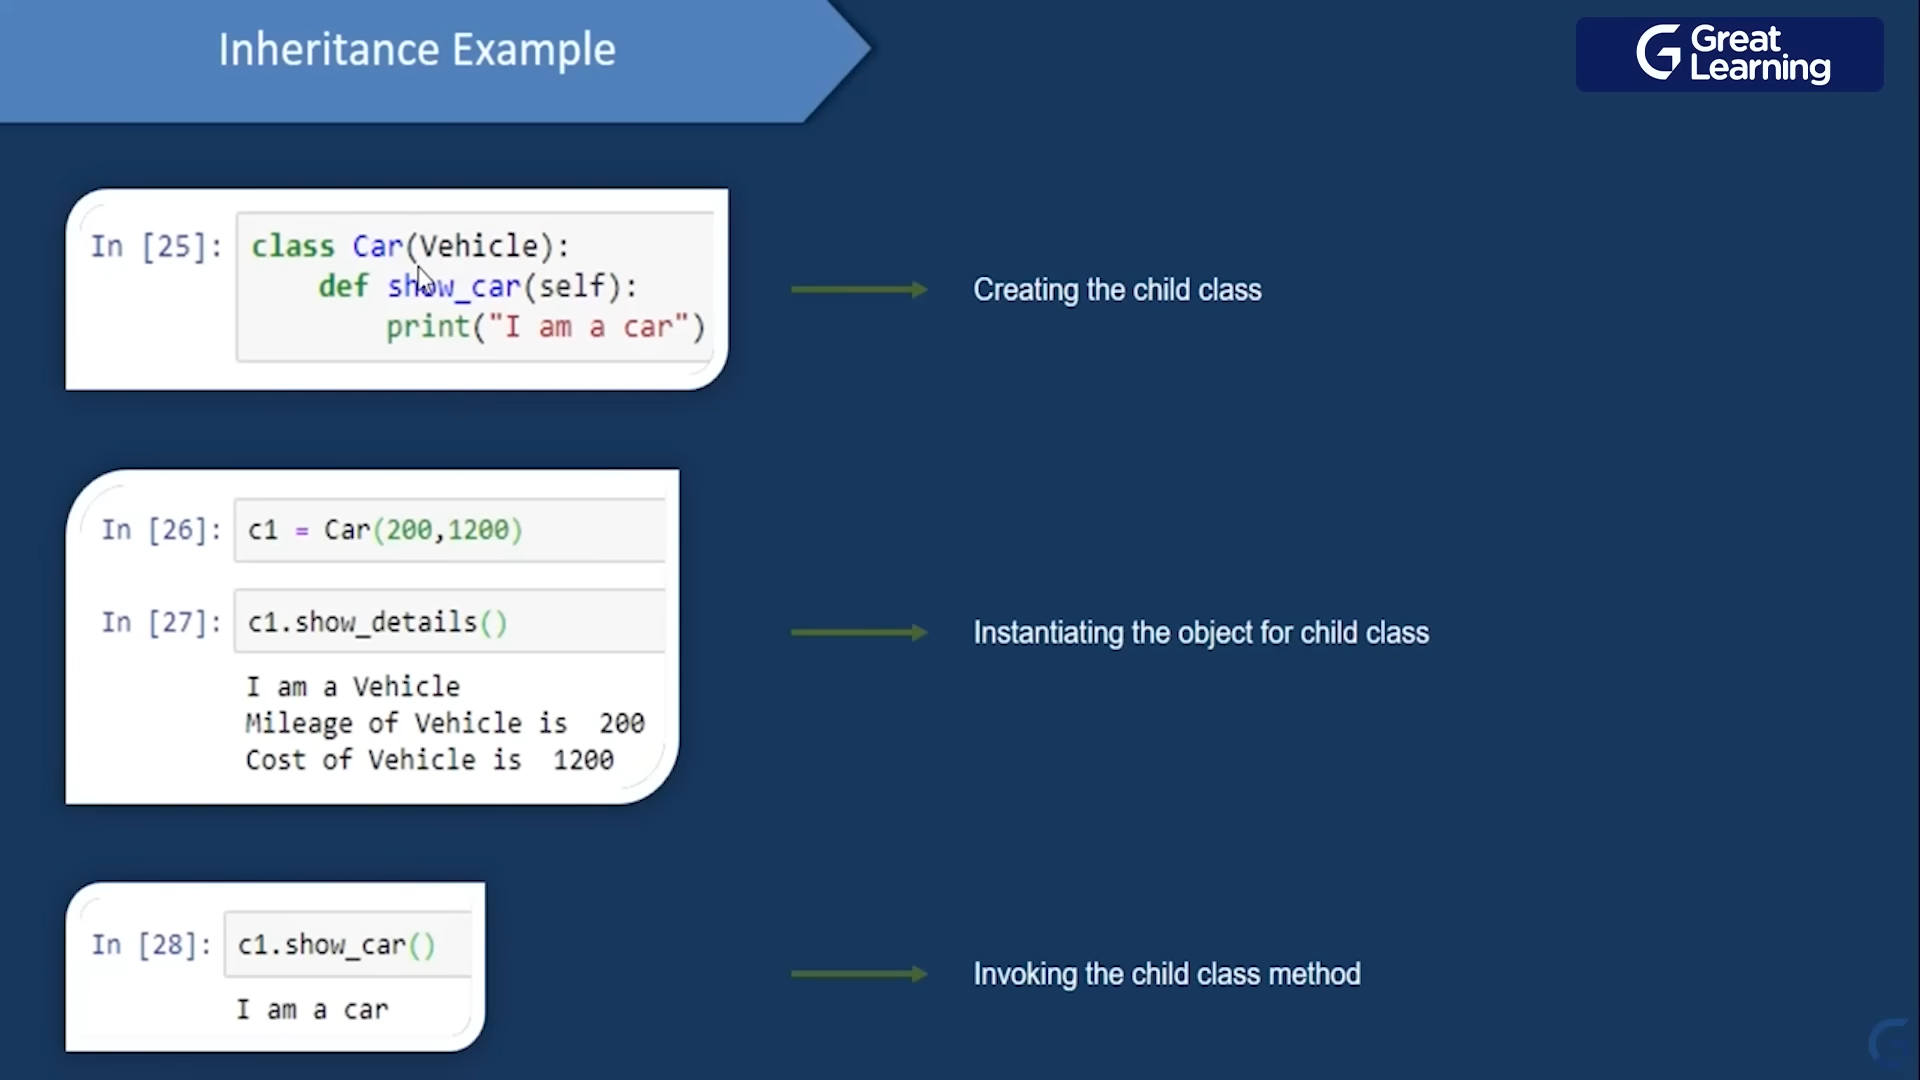 Inheritance Example
Great
Learning
In [25]: class Car(Vehicle):
def show_car(self):
print("I am a car")
Creating the child class
In [26]: c1 = Car(200,1200)
In [27]: c1.show_details()
I am a Vehicle
Mileage of Vehicle is  200
Cost of Vehicle is  1200
Instantiating the object for child class
In [28]: c1.show_car()
I am a car
Invoking the child class method